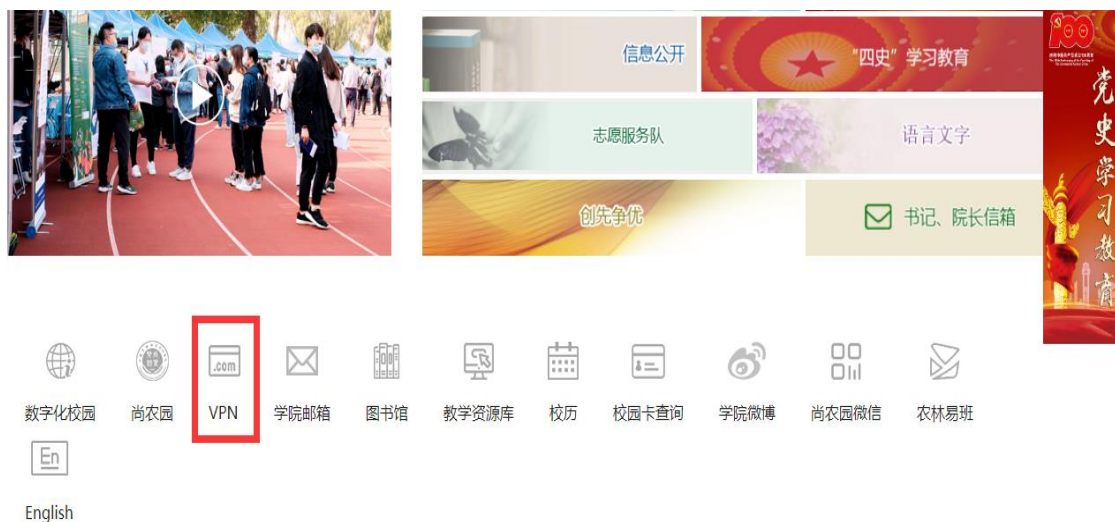 信息公开
“四史”学习教育
志愿服务队
语言文字
创先争优
书记、院长信箱
100
党史学习教育
.com
数字化校园
尚农园
VPN
学院邮箱
图书馆
教学资源库
校历
校园卡查询
学院微博
尚农园微信
农林易班
En
English